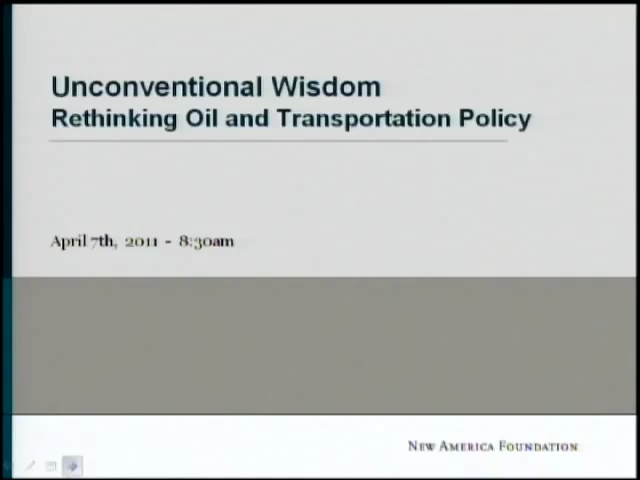 Unconventional Wisdom
Rethinking Oil and Transportation Policy
April 7th, 2011 - 8:30am
New America Foundation